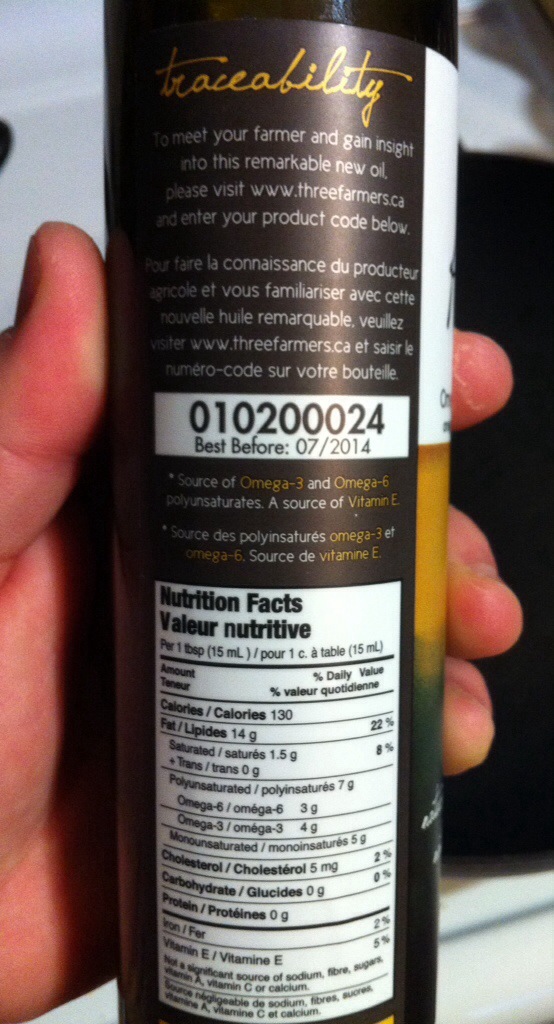 traceability
To meet your farmer and gain insight
into this remarkable new oil,
please visit www.threefarmers.ca
and enter your product code below.
Pour faire la connaissance du producteur
agricole et vous familiariser avec cette
nouvelle huile remarquable, veuillez
visiter www.threefarmers.ca et saisir le
numéro-code sur votre bouteille.
010200024
Best Before: 07/2014
* Source of Omega-3 and Omega-6
polyunsaturates. A source of Vitamin E.
* Source des polyinsaturés omega-3 et
omega-6. Source de vitamine E.
Nutrition Facts
Valeur nutritive
Per 1 tbsp (15 mL) / pour 1 c. à table (15 mL)
Amount % Daily Value
Teneur % valeur quotidienne
Calories / Calories 130
Fat / Lipides 14 g 22 %
Saturated / saturés 1.5 g 8 %
+ Trans / trans 0 g
Polyunsaturated / polyinsaturés 7 g
Omega-6 / oméga-6 3 g
Omega-3 / oméga-3 4 g
Monounsaturated / monoinsaturés 5 g
Cholesterol / Cholestérol 5 mg 2 %
Carbohydrate / Glucides 0 g 0 %
Protein / Protéines 0 g
Iron / Fer 2 %
Vitamin E / Vitamine E 5 %
Not a significant source of sodium, fibre, sugars,
vitamin A, vitamin C or calcium.
Source négligeable de sodium, fibres, sucres,
vitamine A, vitamine C et calcium.